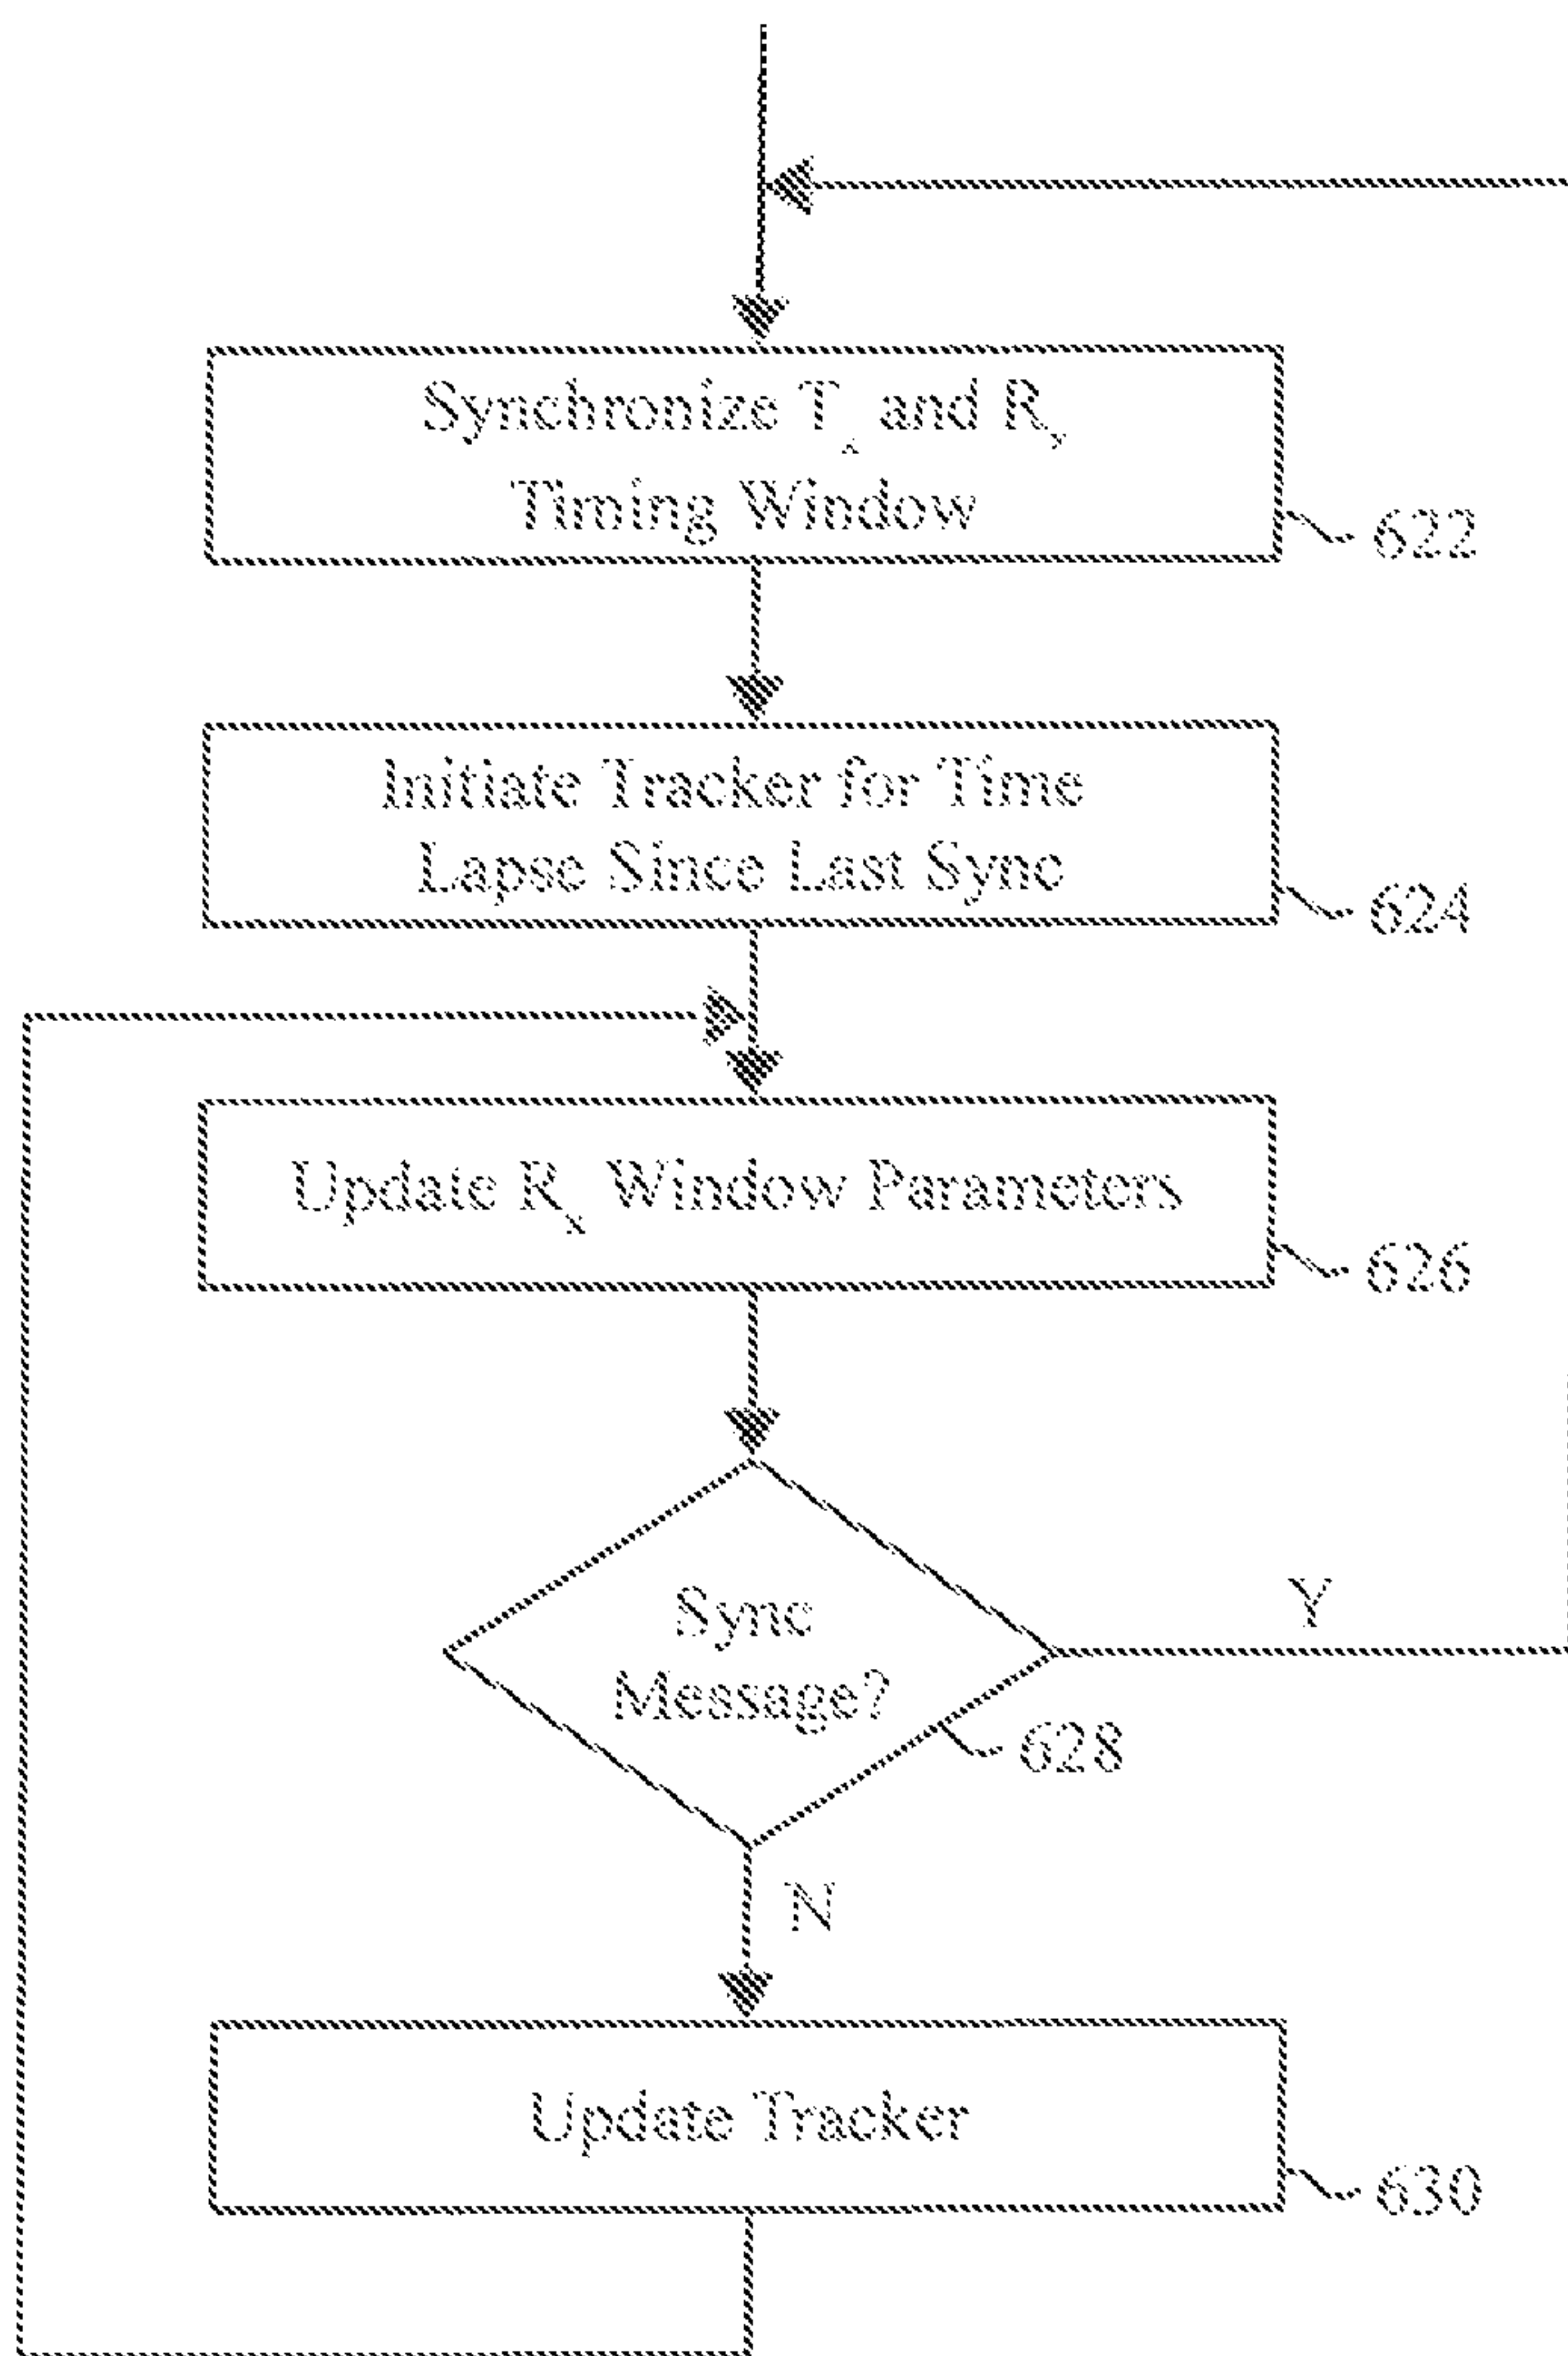 Synchronize Tₓ and Rₓ
Timing Window
622
Initiate Tracker for Time
Lapse Since Last Sync
624
Update Rₓ Window Parameters
626
Sync
Message?
Y
628
N
Update Tracker
630